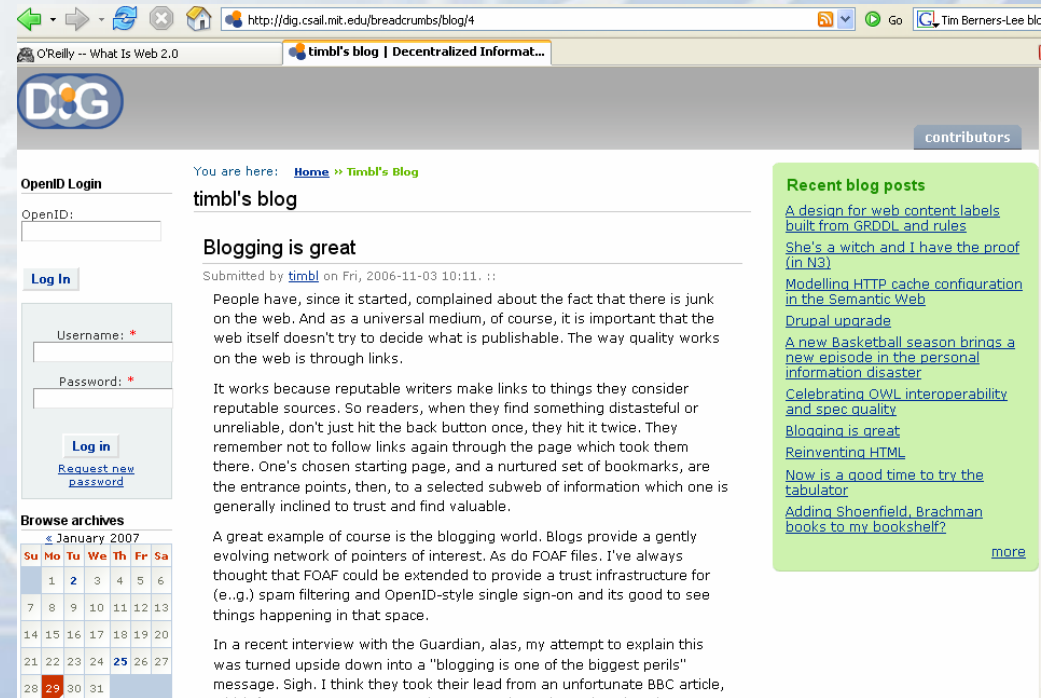 http://dig.csail.mit.edu/breadcrumbs/blog/4
Go
G Tim Berners-Lee blo
O'Reilly -- What Is Web 2.0
timbl's blog | Decentralized Informat...
DIG
contributors
OpenID Login
OpenID:
Log In
Username: *
Password: *
Log in
Request new
password
Browse archives
« January 2007
Su Mo Tu We Th Fr Sa
1 2 3 4 5 6
7 8 9 10 11 12 13
14 15 16 17 18 19 20
21 22 23 24 25 26 27
28 29 30 31
You are here: Home » Timbl's Blog
timbl's blog
Blogging is great
Submitted by timbl on Fri, 2006-11-03 10:11. ::
People have, since it started, complained about the fact that there is junk
on the web. And as a universal medium, of course, it is important that the
web itself doesn't try to decide what is publishable. The way quality works
on the web is through links.
It works because reputable writers make links to things they consider
reputable sources. So readers, when they find something distasteful or
unreliable, don't just hit the back button once, they hit it twice. They
remember not to follow links again through the page which took them
there. One's chosen starting page, and a nurtured set of bookmarks, are
the entrance points, then, to a selected subweb of information which one is
generally inclined to trust and find valuable.
A great example of course is the blogging world. Blogs provide a gently
evolving network of pointers of interest. As do FOAF files. I've always
thought that FOAF could be extended to provide a trust infrastructure for
(e..g.) spam filtering and OpenID-style single sign-on and its good to see
things happening in that space.
In a recent interview with the Guardian, alas, my attempt to explain this
was turned upside down into a "blogging is one of the biggest perils"
message. Sigh. I think they took their lead from an unfortunate BBC article,
Recent blog posts
A design for web content labels
built from GRDDL and rules
She's a witch and I have the proof
(in N3)
Modelling HTTP cache configuration
in the Semantic Web
Drupal upgrade
A new Basketball season brings a
new episode in the personal
information disaster
Celebrating OWL interoperability
and spec quality
Blogging is great
Reinventing HTML
Now is a good time to try the
tabulator
Adding Shoenfield, Brachman
books to my bookshelf?
more